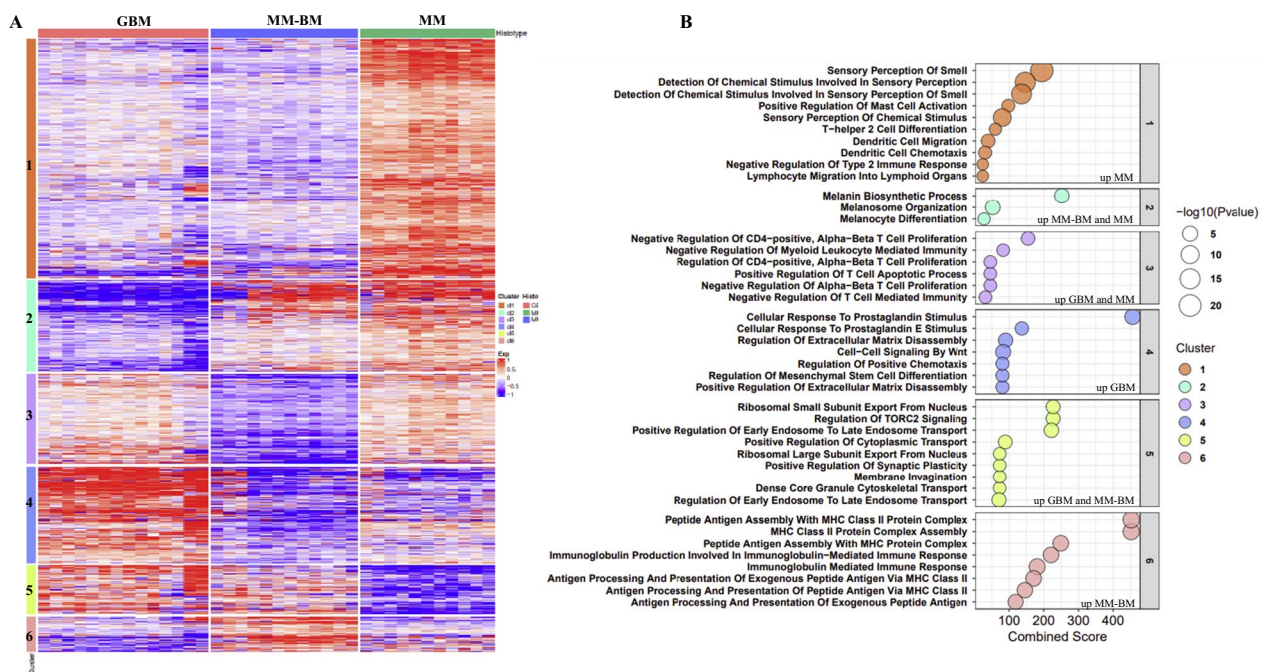 A
GBM
MM-BM
MM
Histotype
1
2
3
4
5
6
Cluster
Cluster
cl1
cl2
cl3
cl4
cl5
cl6
Histo
Exp
1
0.5
0
−0.5
−1
B
Sensory Perception Of Smell
Detection Of Chemical Stimulus Involved In Sensory Perception
Detection Of Chemical Stimulus Involved In Sensory Perception Of Smell
Positive Regulation Of Mast Cell Activation
Sensory Perception Of Chemical Stimulus
T−helper 2 Cell Differentiation
Dendritic Cell Migration
Dendritic Cell Chemotaxis
Negative Regulation Of Type 2 Immune Response
Lymphocyte Migration Into Lymphoid Organs
up MM
1
Melanin Biosynthetic Process
Melanosome Organization
Melanocyte Differentiation
up MM-BM and MM
2
Negative Regulation Of CD4−positive, Alpha−Beta T Cell Proliferation
Negative Regulation Of Myeloid Leukocyte Mediated Immunity
Regulation Of CD4−positive, Alpha−Beta T Cell Proliferation
Positive Regulation Of T Cell Apoptotic Process
Negative Regulation Of Alpha−Beta T Cell Proliferation
Negative Regulation Of T Cell Mediated Immunity
up GBM and MM
3
Cellular Response To Prostaglandin Stimulus
Cellular Response To Prostaglandin E Stimulus
Regulation Of Extracellular Matrix Disassembly
Cell−Cell Signaling By Wnt
Regulation Of Positive Chemotaxis
Regulation Of Mesenchymal Stem Cell Differentiation
Positive Regulation Of Extracellular Matrix Disassembly
up GBM
4
Ribosomal Small Subunit Export From Nucleus
Regulation Of TORC2 Signaling
Positive Regulation Of Early Endosome To Late Endosome Transport
Positive Regulation Of Cytoplasmic Transport
Ribosomal Large Subunit Export From Nucleus
Positive Regulation Of Synaptic Plasticity
Membrane Invagination
Dense Core Granule Cytoskeletal Transport
Regulation Of Early Endosome To Late Endosome Transport
up GBM and MM-BM
5
Peptide Antigen Assembly With MHC Class II Protein Complex
MHC Class II Protein Complex Assembly
Peptide Antigen Assembly With MHC Protein Complex
Immunoglobulin Production Involved In Immunoglobulin−Mediated Immune Response
Immunoglobulin Mediated Immune Response
Antigen Processing And Presentation Of Exogenous Peptide Antigen Via MHC Class II
Antigen Processing And Presentation Of Peptide Antigen Via MHC Class II
Antigen Processing And Presentation Of Exogenous Peptide Antigen
up MM-BM
6
100 200 300 400
Combined Score
−log10(Pvalue)
5
10
15
20
Cluster
1
2
3
4
5
6